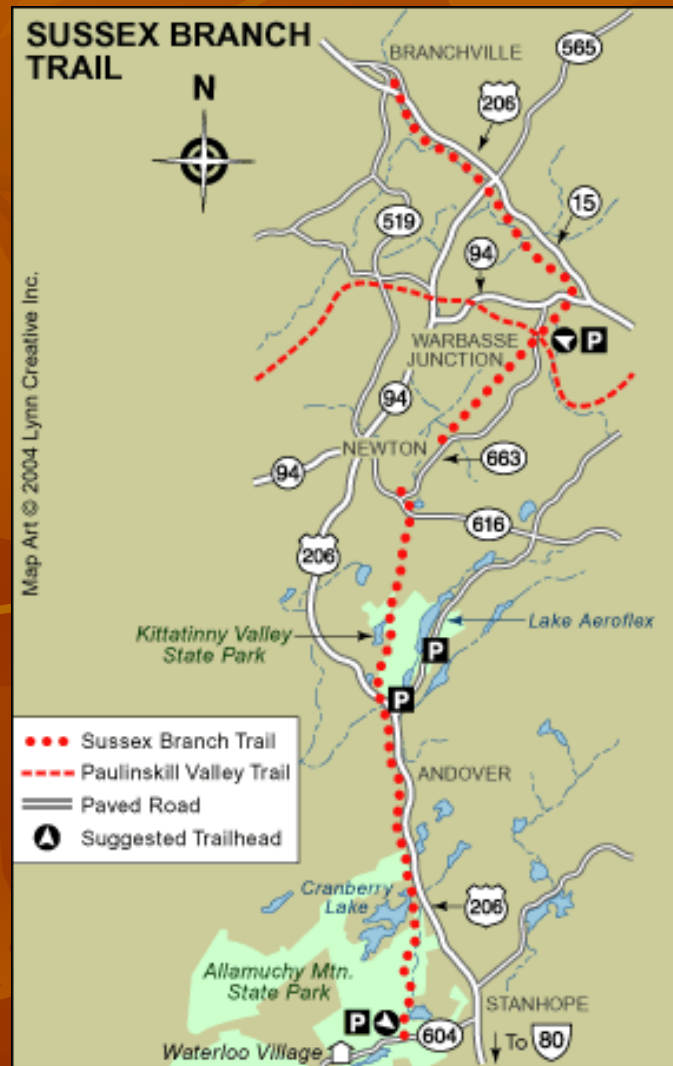 SUSSEX BRANCH
TRAIL
N
BRANCHVILLE
565
206
15
519
94
WARBASSE
JUNCTION
P
94
NEWTON
663
94
616
206
Kittatinny Valley
State Park
Lake Aeroflex
P
P
Sussex Branch Trail
Paulinskill Valley Trail
Paved Road
Suggested Trailhead
ANDOVER
Cranberry
Lake
206
Allamuchy Mtn.
State Park
STANHOPE
P
604
To 80
Waterloo Village
Map Art © 2004 Lynn Creative Inc.